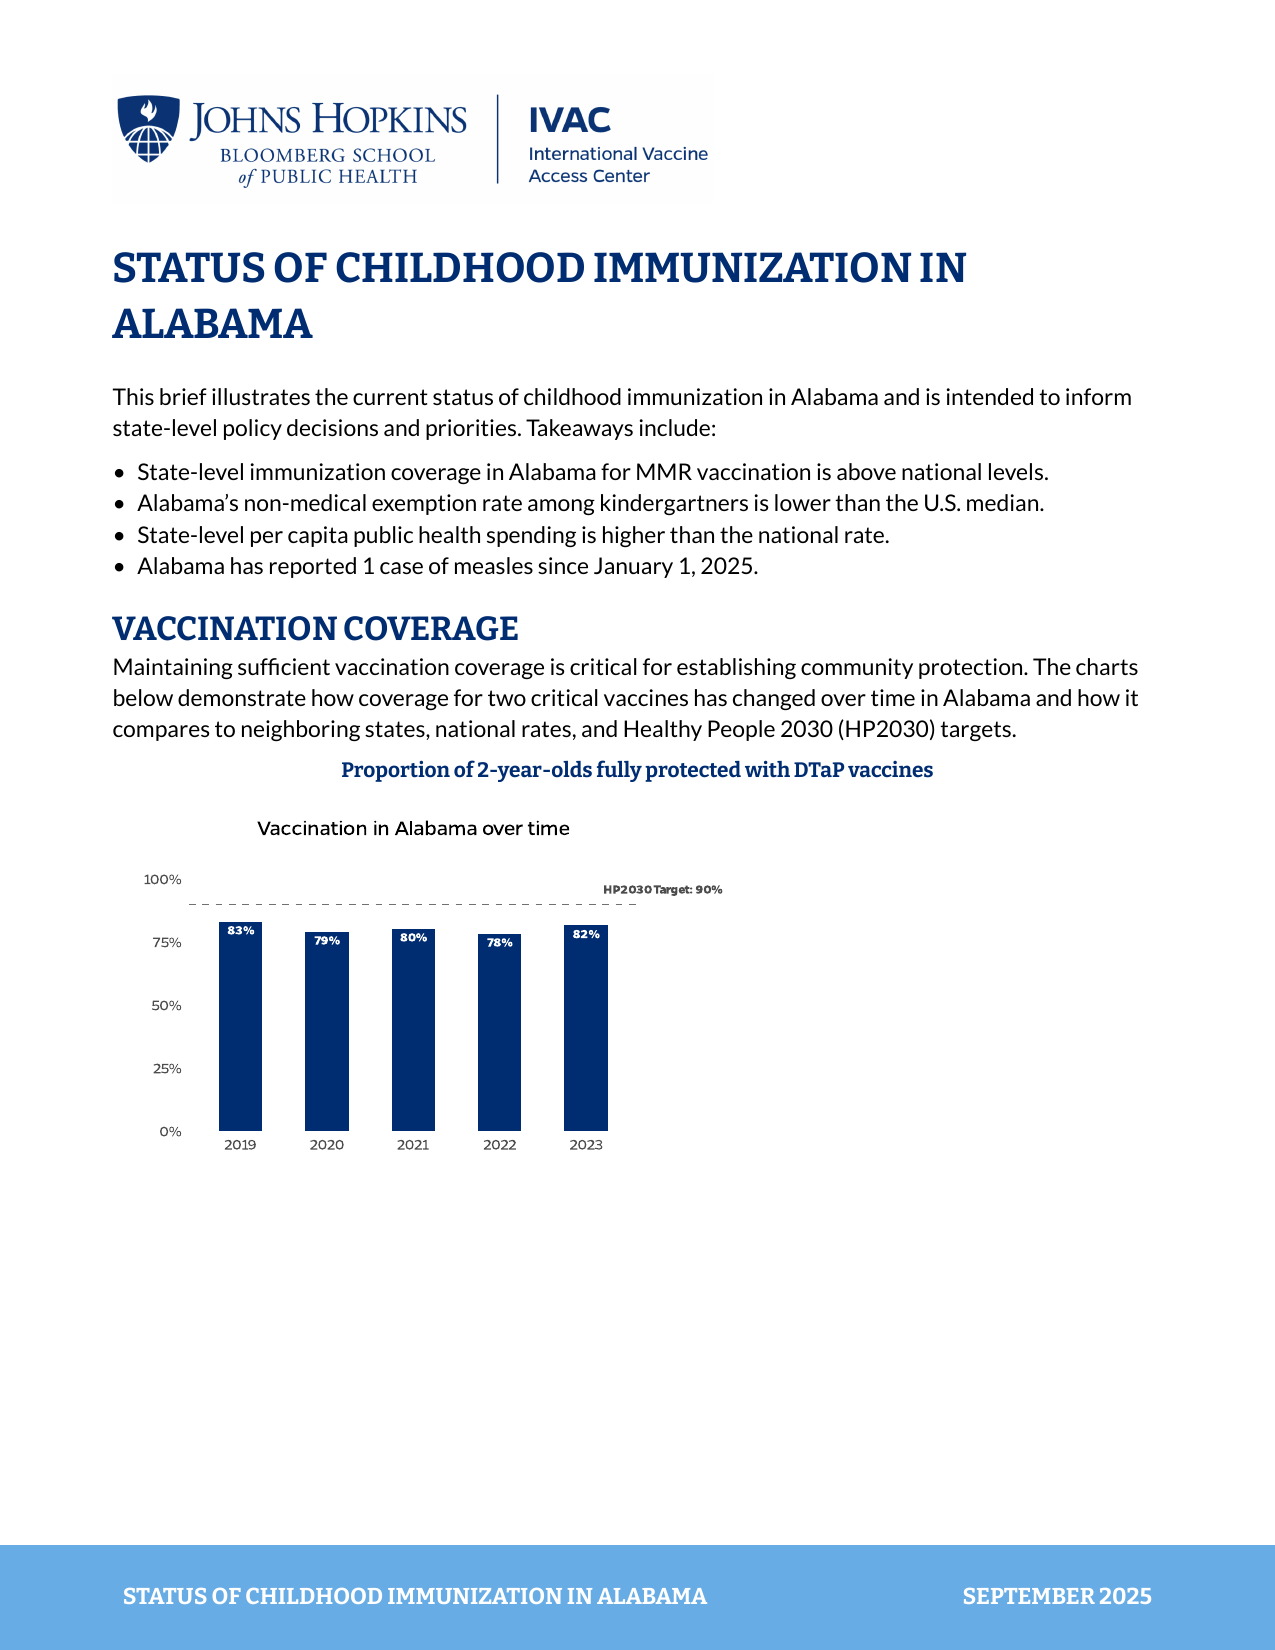 JOHNS HOPKINS
BLOOMBERG SCHOOL
of PUBLIC HEALTH
IVAC
International Vaccine
Access Center
STATUS OF CHILDHOOD IMMUNIZATION IN
ALABAMA
This brief illustrates the current status of childhood immunization in Alabama and is intended to inform
state-level policy decisions and priorities. Takeaways include:
• State-level immunization coverage in Alabama for MMR vaccination is above national levels.
• Alabama’s non-medical exemption rate among kindergartners is lower than the U.S. median.
• State-level per capita public health spending is higher than the national rate.
• Alabama has reported 1 case of measles since January 1, 2025.
VACCINATION COVERAGE
Maintaining sufficient vaccination coverage is critical for establishing community protection. The charts
below demonstrate how coverage for two critical vaccines has changed over time in Alabama and how it
compares to neighboring states, national rates, and Healthy People 2030 (HP2030) targets.
Proportion of 2-year-olds fully protected with DTaP vaccines
Vaccination in Alabama over time
100%
HP2030 Target: 90%
83%
79%
80%
78%
82%
75%
50%
25%
0%
2019 2020 2021 2022 2023
STATUS OF CHILDHOOD IMMUNIZATION IN ALABAMA SEPTEMBER 2025